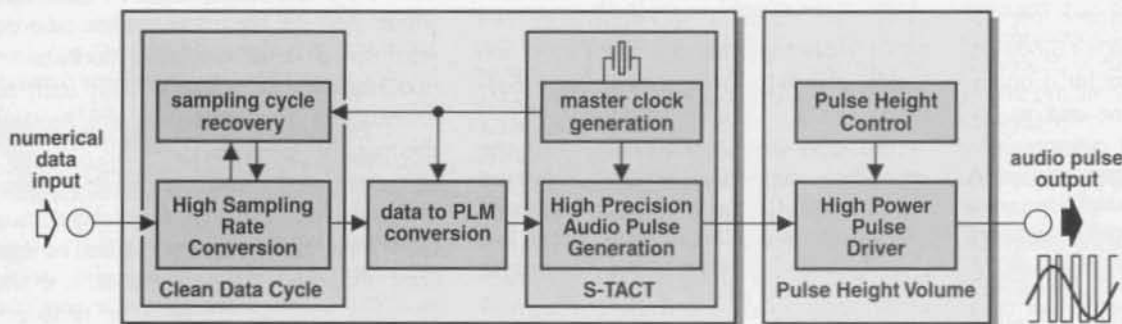 sampling cycle
recovery
master clock
generation
Pulse Height
Control
numerical
data
input
audio pulse
output
High Sampling
Rate
Conversion
data to PLM
conversion
High Precision
Audio Pulse
Generation
High Power
Pulse
Driver
Clean Data Cycle
S-TACT
Pulse Height Volume